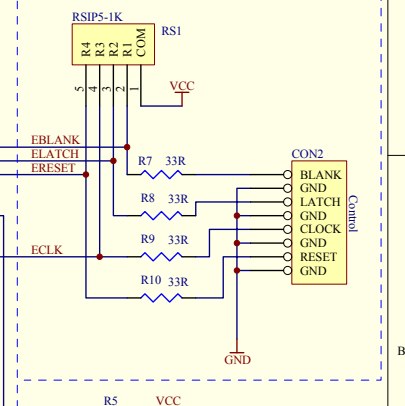 RSIP5-1K
RS1
R4
R3
R2
R1
COM
5
4
3
2
1
VCC
EBLANK
ELATCH
ERESET
ECLK
R7 33R
R8 33R
R9 33R
R10 33R
CON2
BLANK
GND
LATCH
GND
CLOCK
GND
RESET
GND
Control
GND
B
R5 VCC